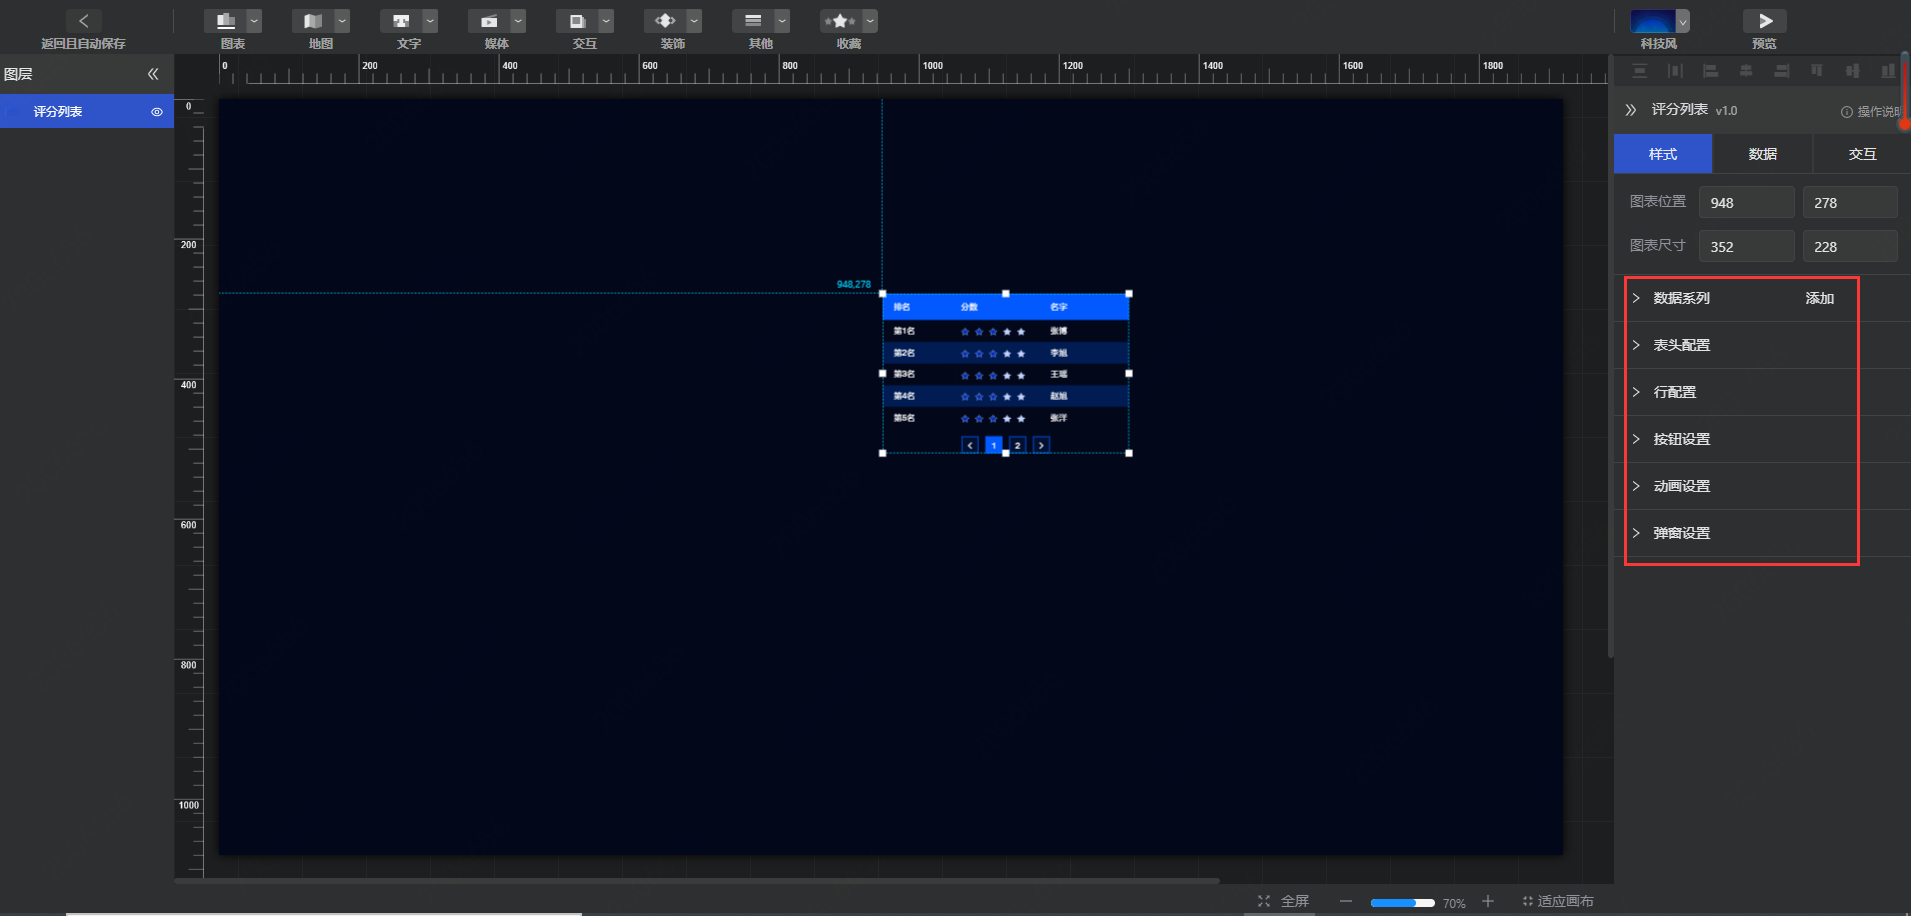 返回且自动保存
图表
地图
文字
媒体
交互
装饰
其他
收藏
科技风
预览
图层
0 200 400 600 800 1000 1200 1400 1600 1800
评分列表
0
200
400
600
800
1000
948,278
排名 分数 名字
第1名 张博
第2名 李旭
第3名 王瑶
第4名 赵旭
第5名 张洋
1 2
评分列表 v1.0 操作说明
样式 数据 交互
图表位置 948 278
图表尺寸 352 228
数据系列 添加
表头配置
行配置
按钮设置
动画设置
弹窗设置
全屏 70% 适应画布